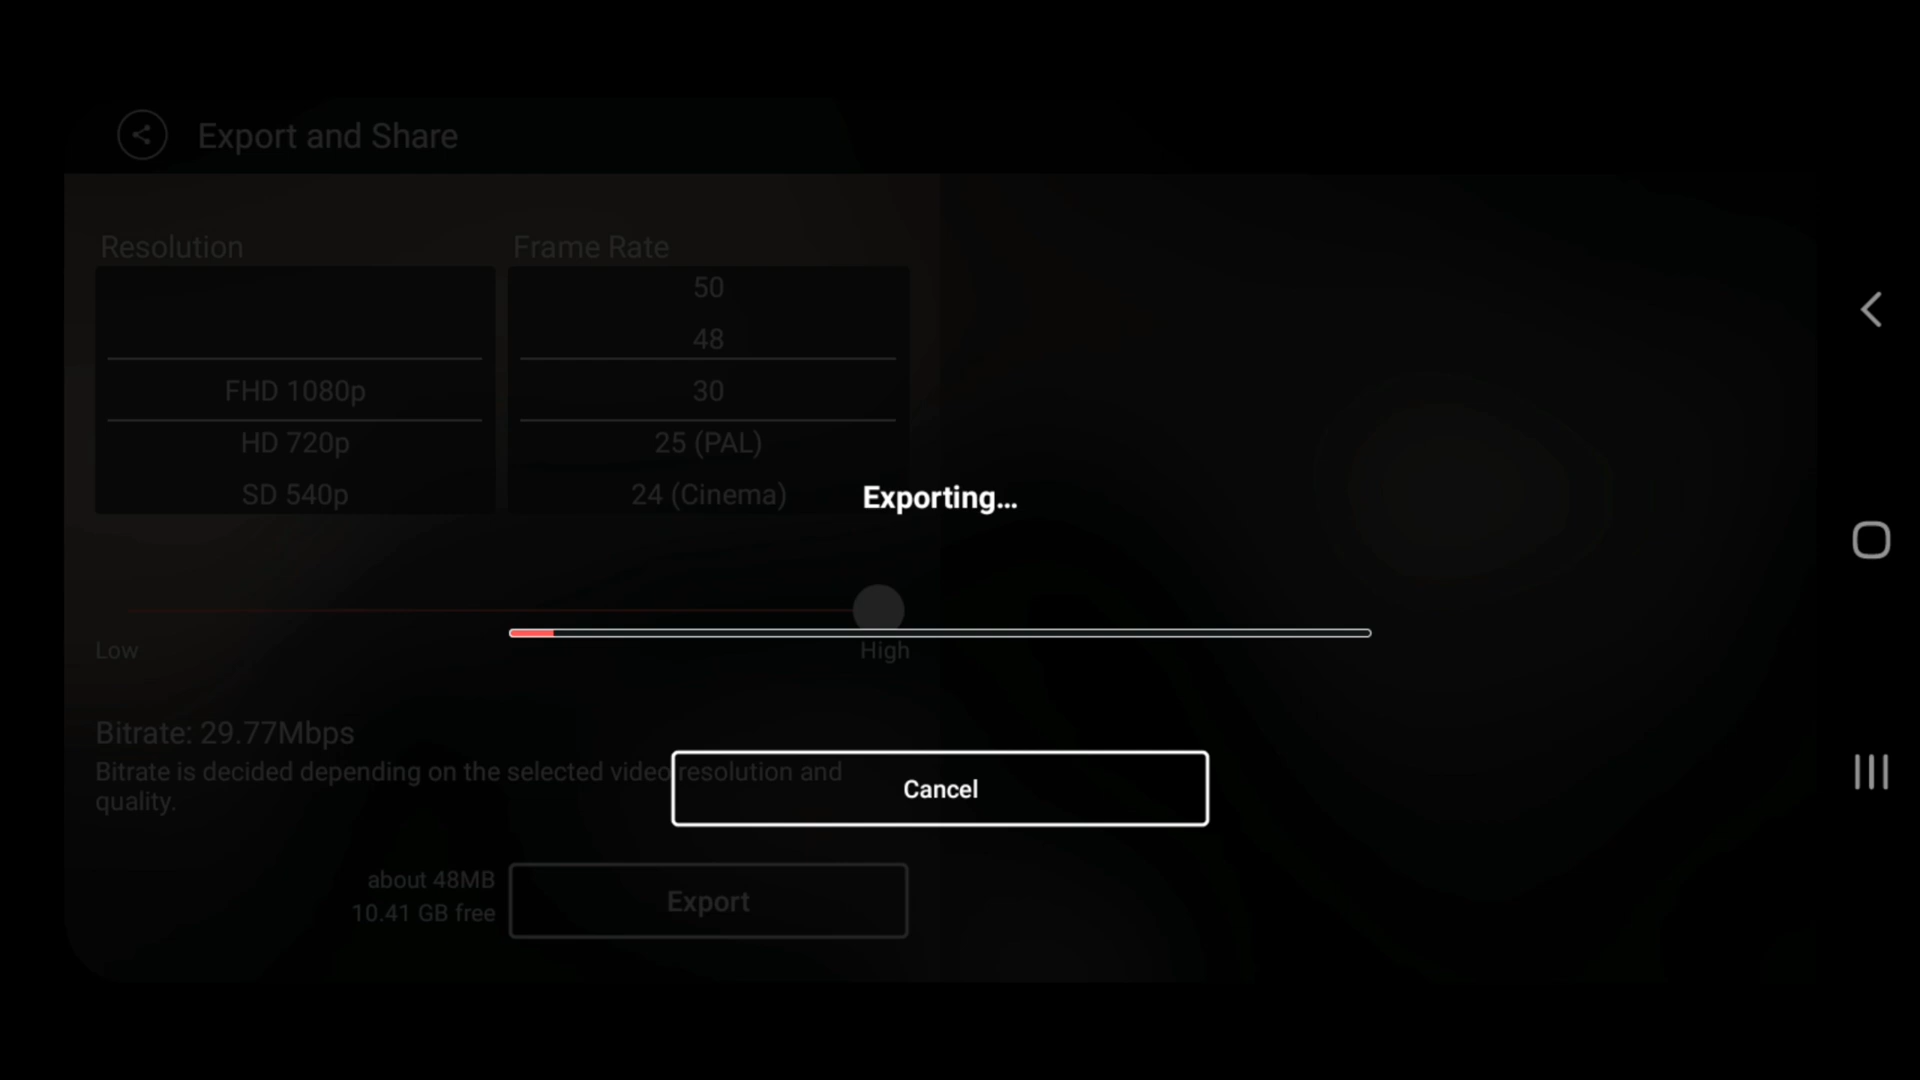 Export and Share
Resolution
Frame Rate
50
48
FHD 1080p
30
HD 720p
25 (PAL)
SD 540p
24 (Cinema)
Exporting...
Low
High
Bitrate: 29.77Mbps
Bitrate is decided depending on the selected video resolution and
quality.
Cancel
about 48MB
10.41 GB free
Export